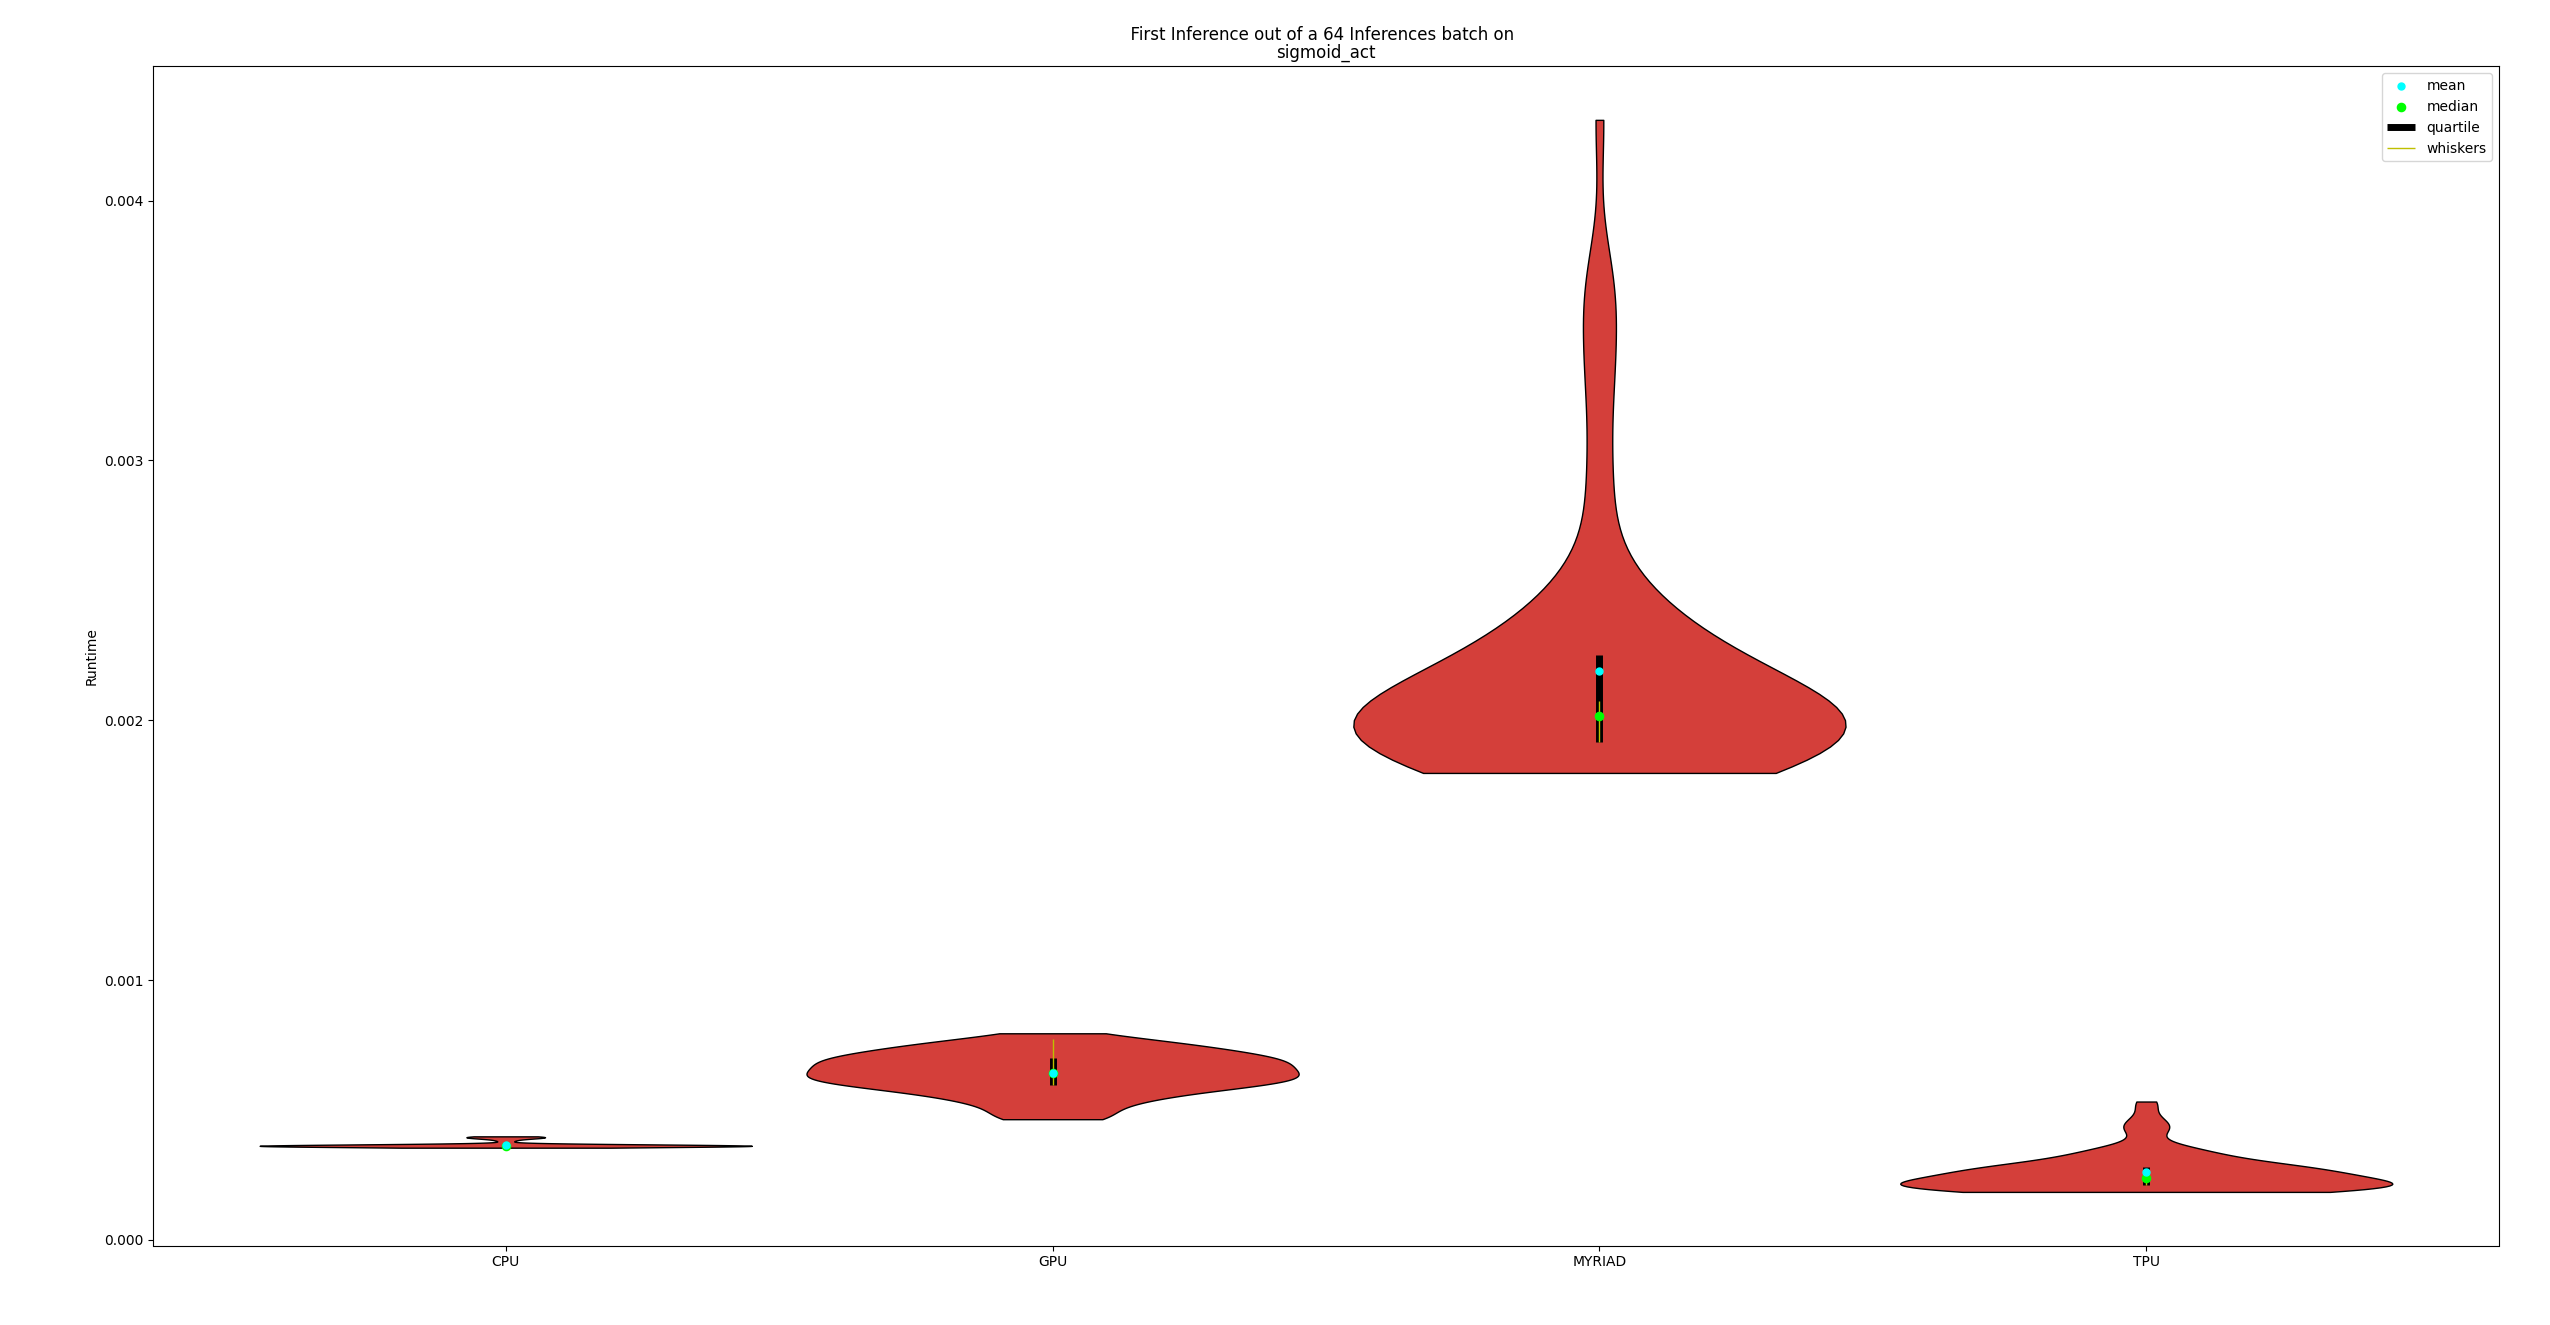 First Inference out of a 64 Inferences batch on
sigmoid_act
mean
median
quartile
whiskers
0.004
0.003
0.002
0.001
0.000
Runtime
CPU
GPU
MYRIAD
TPU